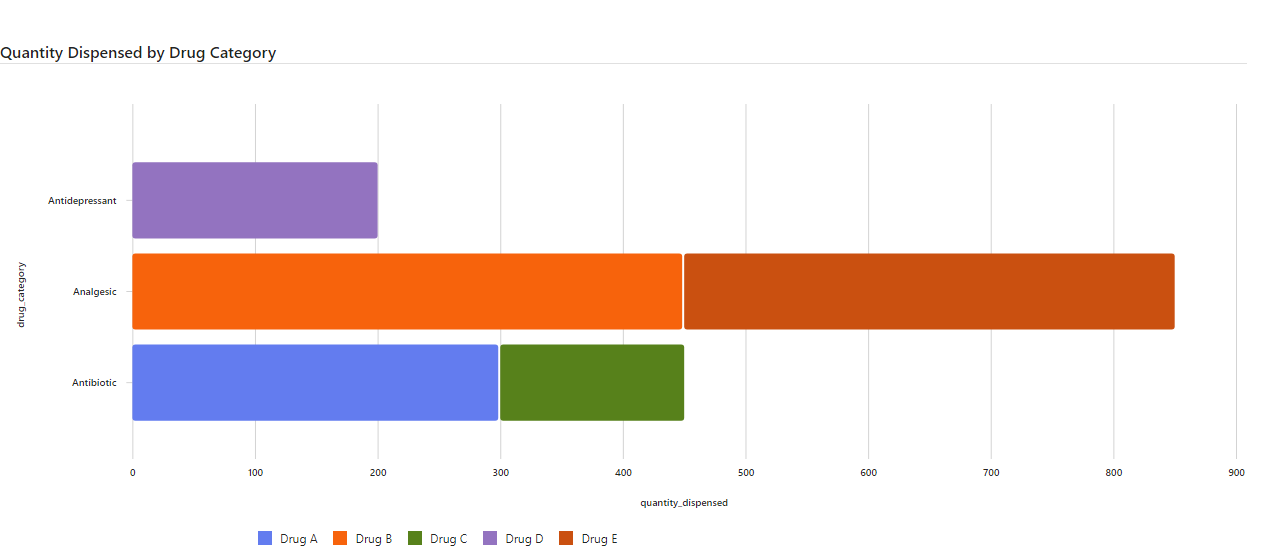 Quantity Dispensed by Drug Category
Antidepressant
Analgesic
Antibiotic
drug_category
0 100 200 300 400 500 600 700 800 900
quantity_dispensed
Drug A Drug B Drug C Drug D Drug E